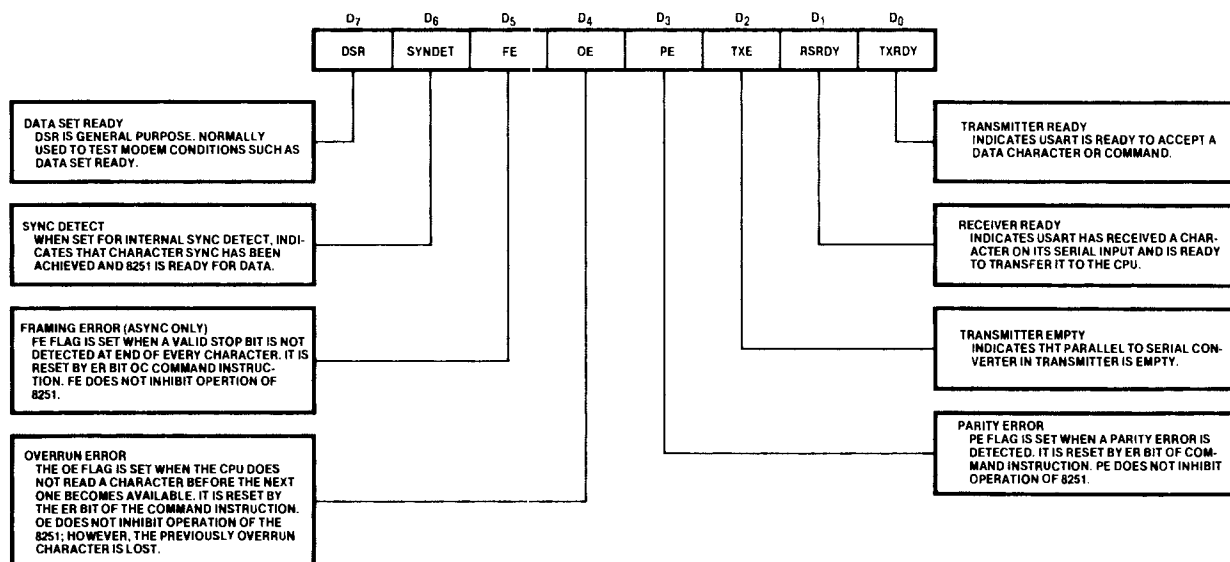 D7 D6 D5 D4 D3 D2 D1 D0
DSR SYNDET FE OE PE TXE RSRDY TXRDY
DATA SET READY
DSR IS GENERAL PURPOSE. NORMALLY
USED TO TEST MODEM CONDITIONS SUCH AS
DATA SET READY.
SYNC DETECT
WHEN SET FOR INTERNAL SYNC DETECT, INDI-
CATES THAT CHARACTER SYNC HAS BEEN
ACHIEVED AND 8251 IS READY FOR DATA.
FRAMING ERROR (ASYNC ONLY)
FE FLAG IS SET WHEN A VALID STOP BIT IS NOT
DETECTED AT END OF EVERY CHARACTER. IT IS
RESET BY ER BIT OC COMMAND INSTRUC-
TION. FE DOES NOT INHIBIT OPERTION OF
8251.
OVERRUN ERROR
THE OE FLAG IS SET WHEN THE CPU DOES
NOT READ A CHARACTER BEFORE THE NEXT
ONE BECOMES AVAILABLE. IT IS RESET BY
THE ER BIT OF THE COMMAND INSTRUCTION.
OE DOES NOT INHIBIT OPERATION OF THE
8251; HOWEVER, THE PREVIOUSLY OVERRUN
CHARACTER IS LOST.
TRANSMITTER READY
INDICATES USART IS READY TO ACCEPT A
DATA CHARACTER OR COMMAND.
RECEIVER READY
INDICATES USART HAS RECEIVED A CHAR-
ACTER ON ITS SERIAL INPUT AND IS READY
TO TRANSFER IT TO THE CPU.
TRANSMITTER EMPTY
INDICATES THT PARALLEL TO SERIAL CON-
VERTER IN TRANSMITTER IS EMPTY.
PARITY ERROR
PE FLAG IS SET WHEN A PARITY ERROR IS
DETECTED. IT IS RESET BY ER BIT OF COM-
MAND INSTRUCTION. PE DOES NOT INHIBIT
OPERATION OF 8251.